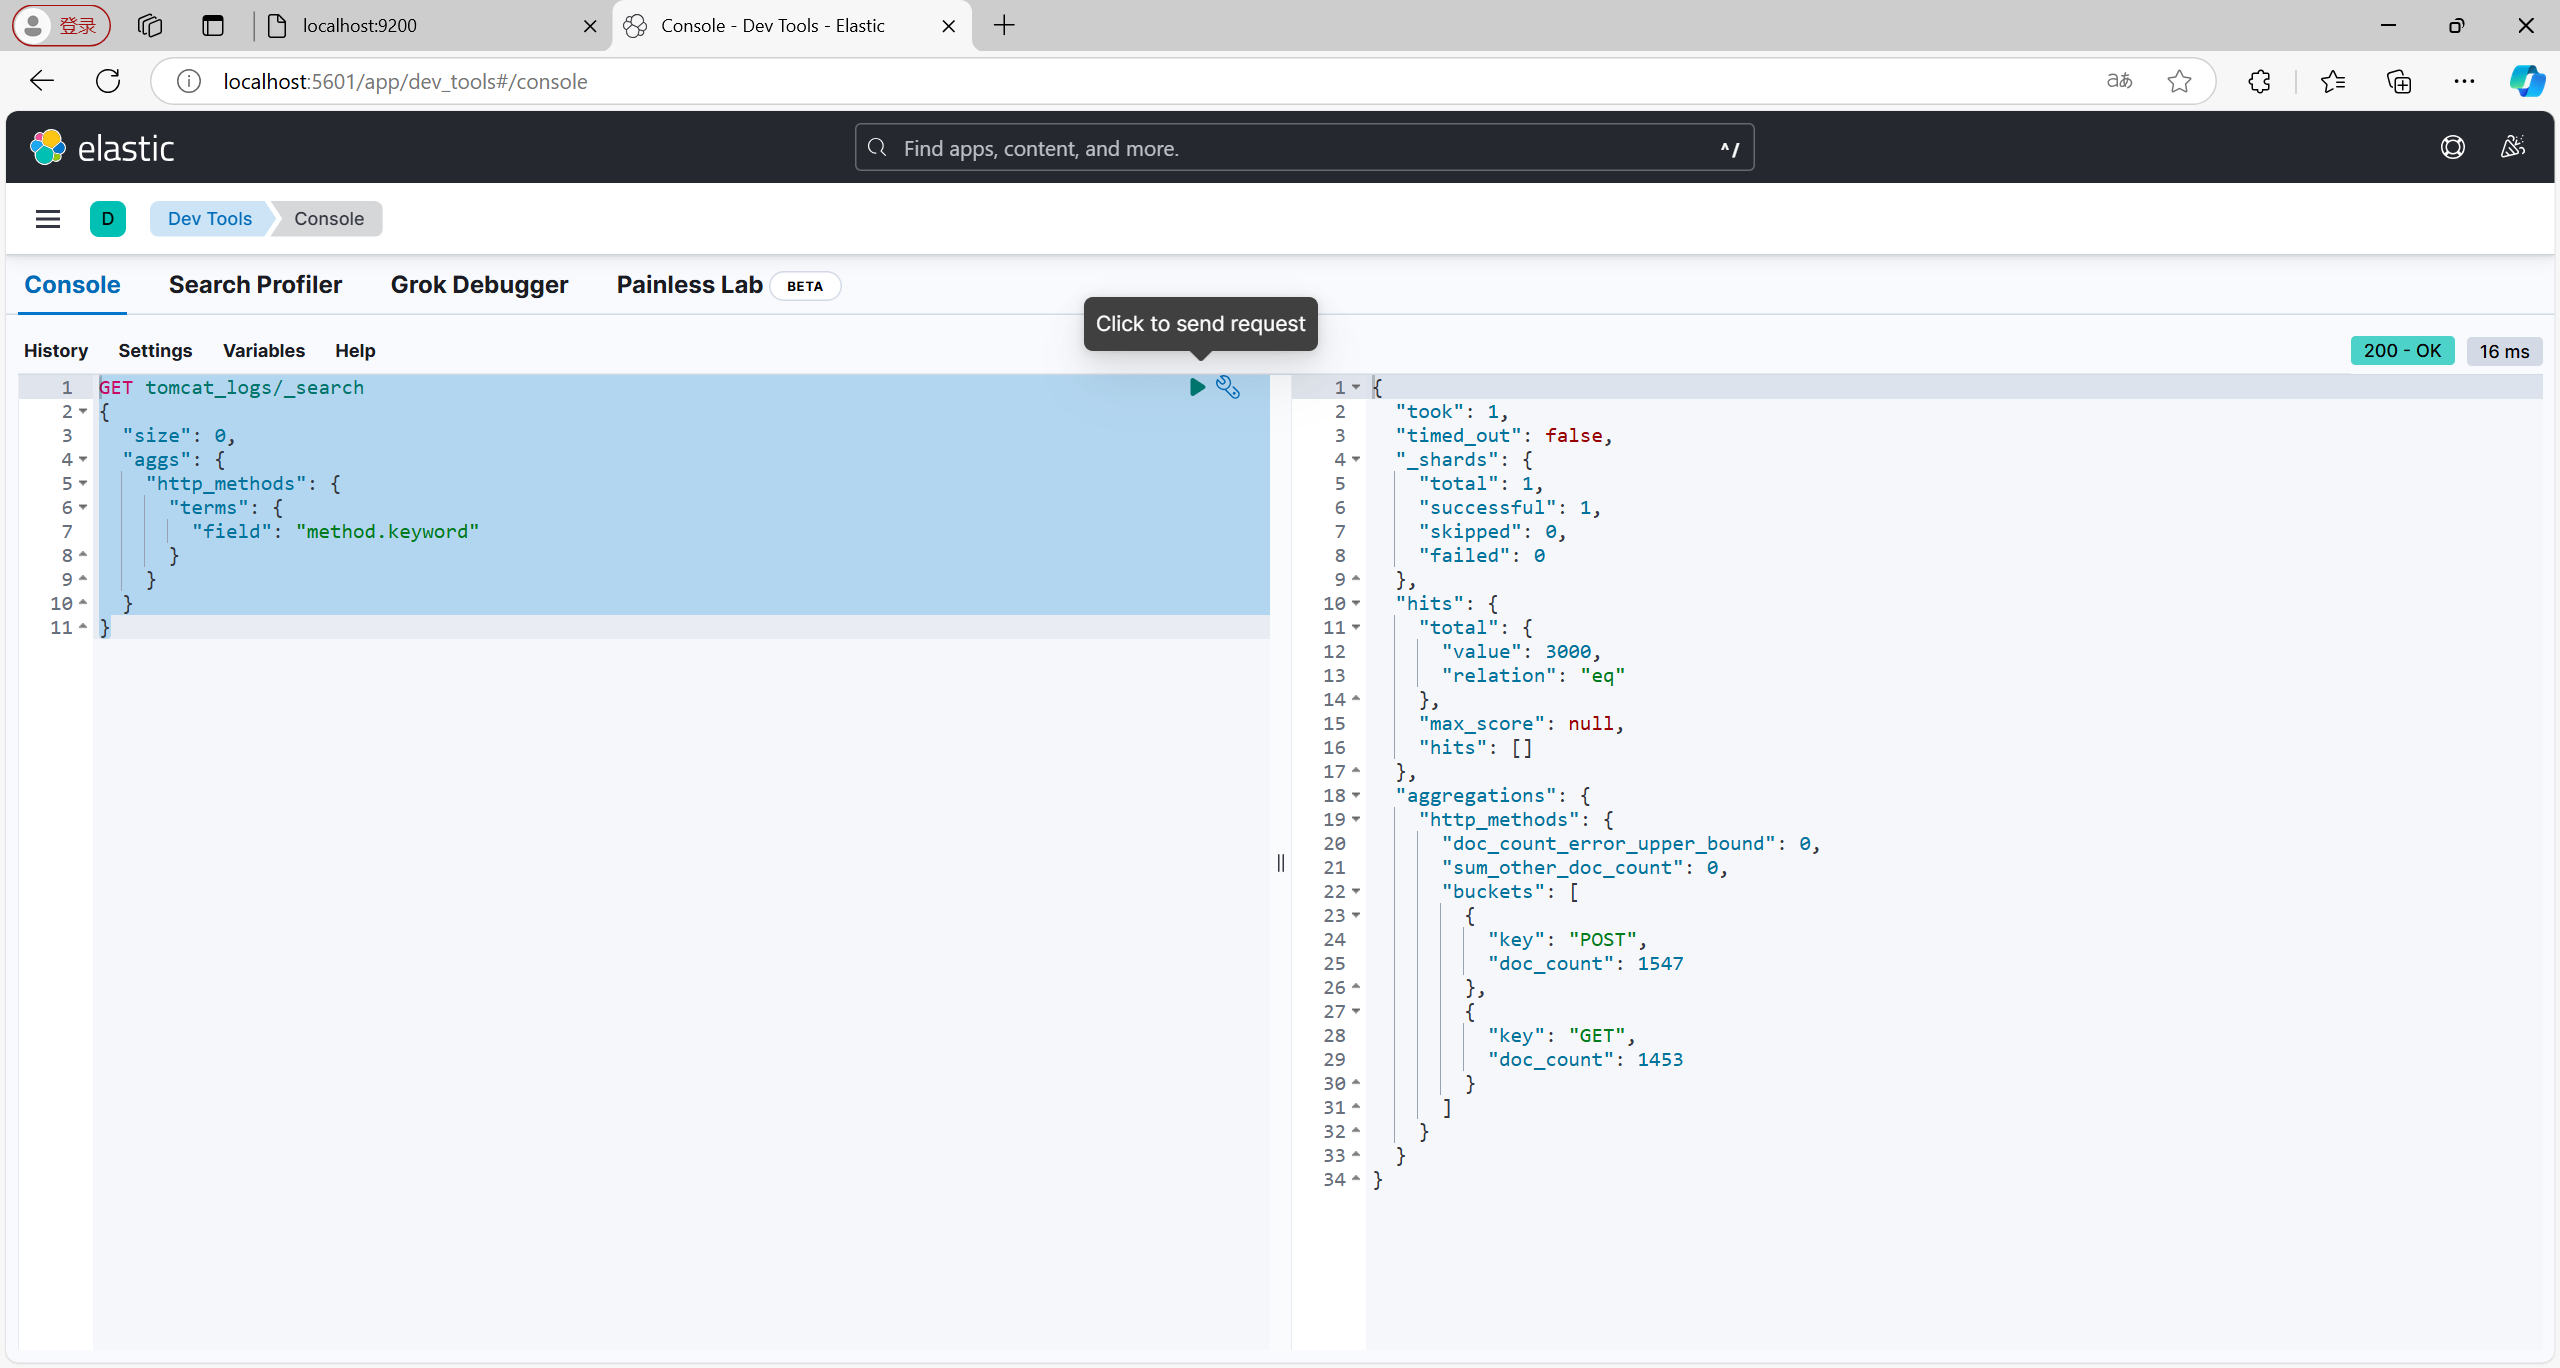 登录
localhost:9200
Console - Dev Tools - Elastic
localhost:5601/app/dev_tools#/console
aあ
elastic
Find apps, content, and more.
^/
D
Dev Tools
Console
Console
Search Profiler
Grok Debugger
Painless Lab
BETA
Click to send request
History
Settings
Variables
Help
200 - OK
16 ms
1 GET tomcat_logs/_search
2 {
3 "size": 0,
4 "aggs": {
5 "http_methods": {
6 "terms": {
7 "field": "method.keyword"
8 }
9 }
10 }
11 }
1 {
2 "took": 1,
3 "timed_out": false,
4 "_shards": {
5 "total": 1,
6 "successful": 1,
7 "skipped": 0,
8 "failed": 0
9 },
10 "hits": {
11 "total": {
12 "value": 3000,
13 "relation": "eq"
14 },
15 "max_score": null,
16 "hits": []
17 },
18 "aggregations": {
19 "http_methods": {
20 "doc_count_error_upper_bound": 0,
21 "sum_other_doc_count": 0,
22 "buckets": [
23 {
24 "key": "POST",
25 "doc_count": 1547
26 },
27 {
28 "key": "GET",
29 "doc_count": 1453
30 }
31 ]
32 }
33 }
34 }